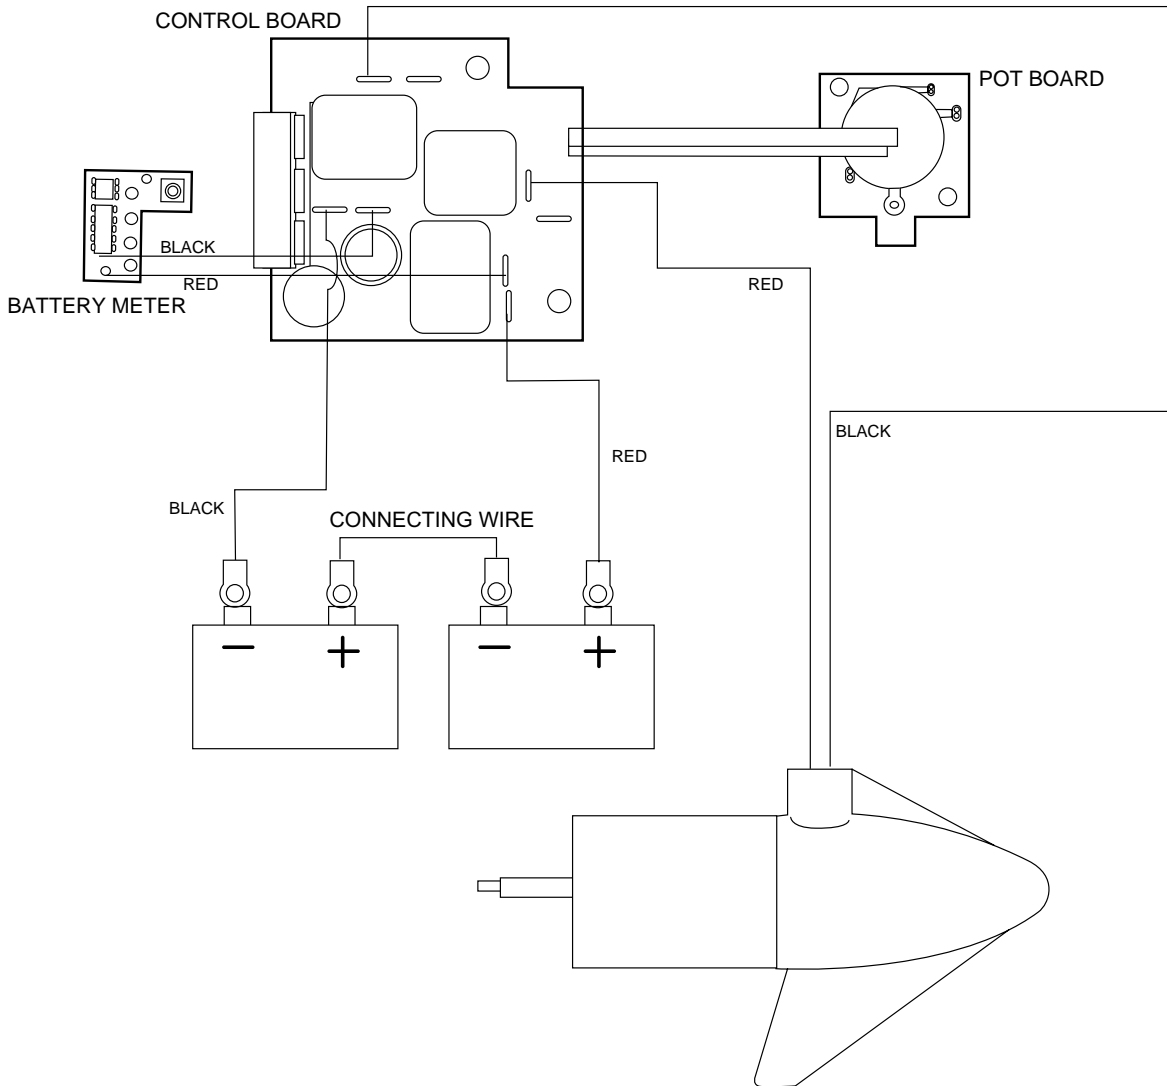 CONTROL BOARD
POT BOARD
BLACK
RED
BATTERY METER
RED
BLACK
RED
BLACK
CONNECTING WIRE